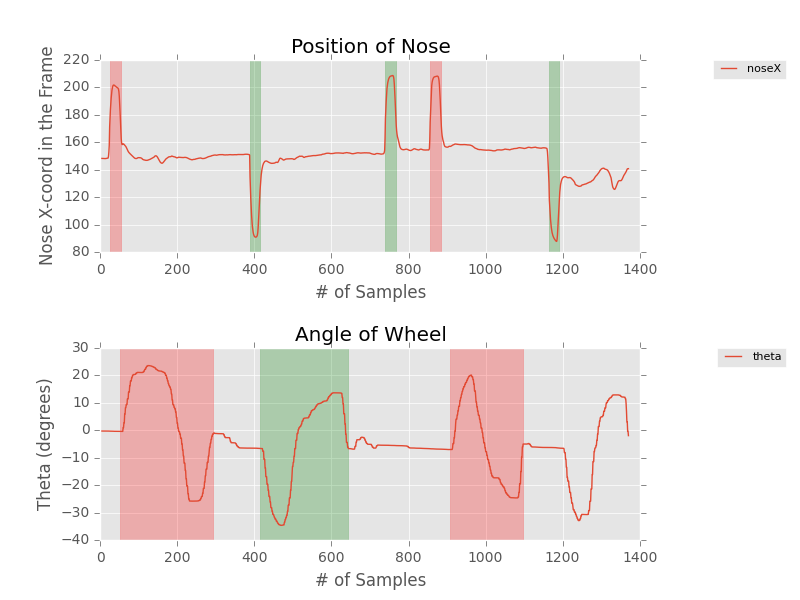 Position of Nose
Nose X-coord in the Frame
220
200
180
160
140
120
100
80
0 200 400 600 800 1000 1200 1400
# of Samples
noseX
Angle of Wheel
Theta (degrees)
30
20
10
0
−10
−20
−30
−40
0 200 400 600 800 1000 1200 1400
# of Samples
theta